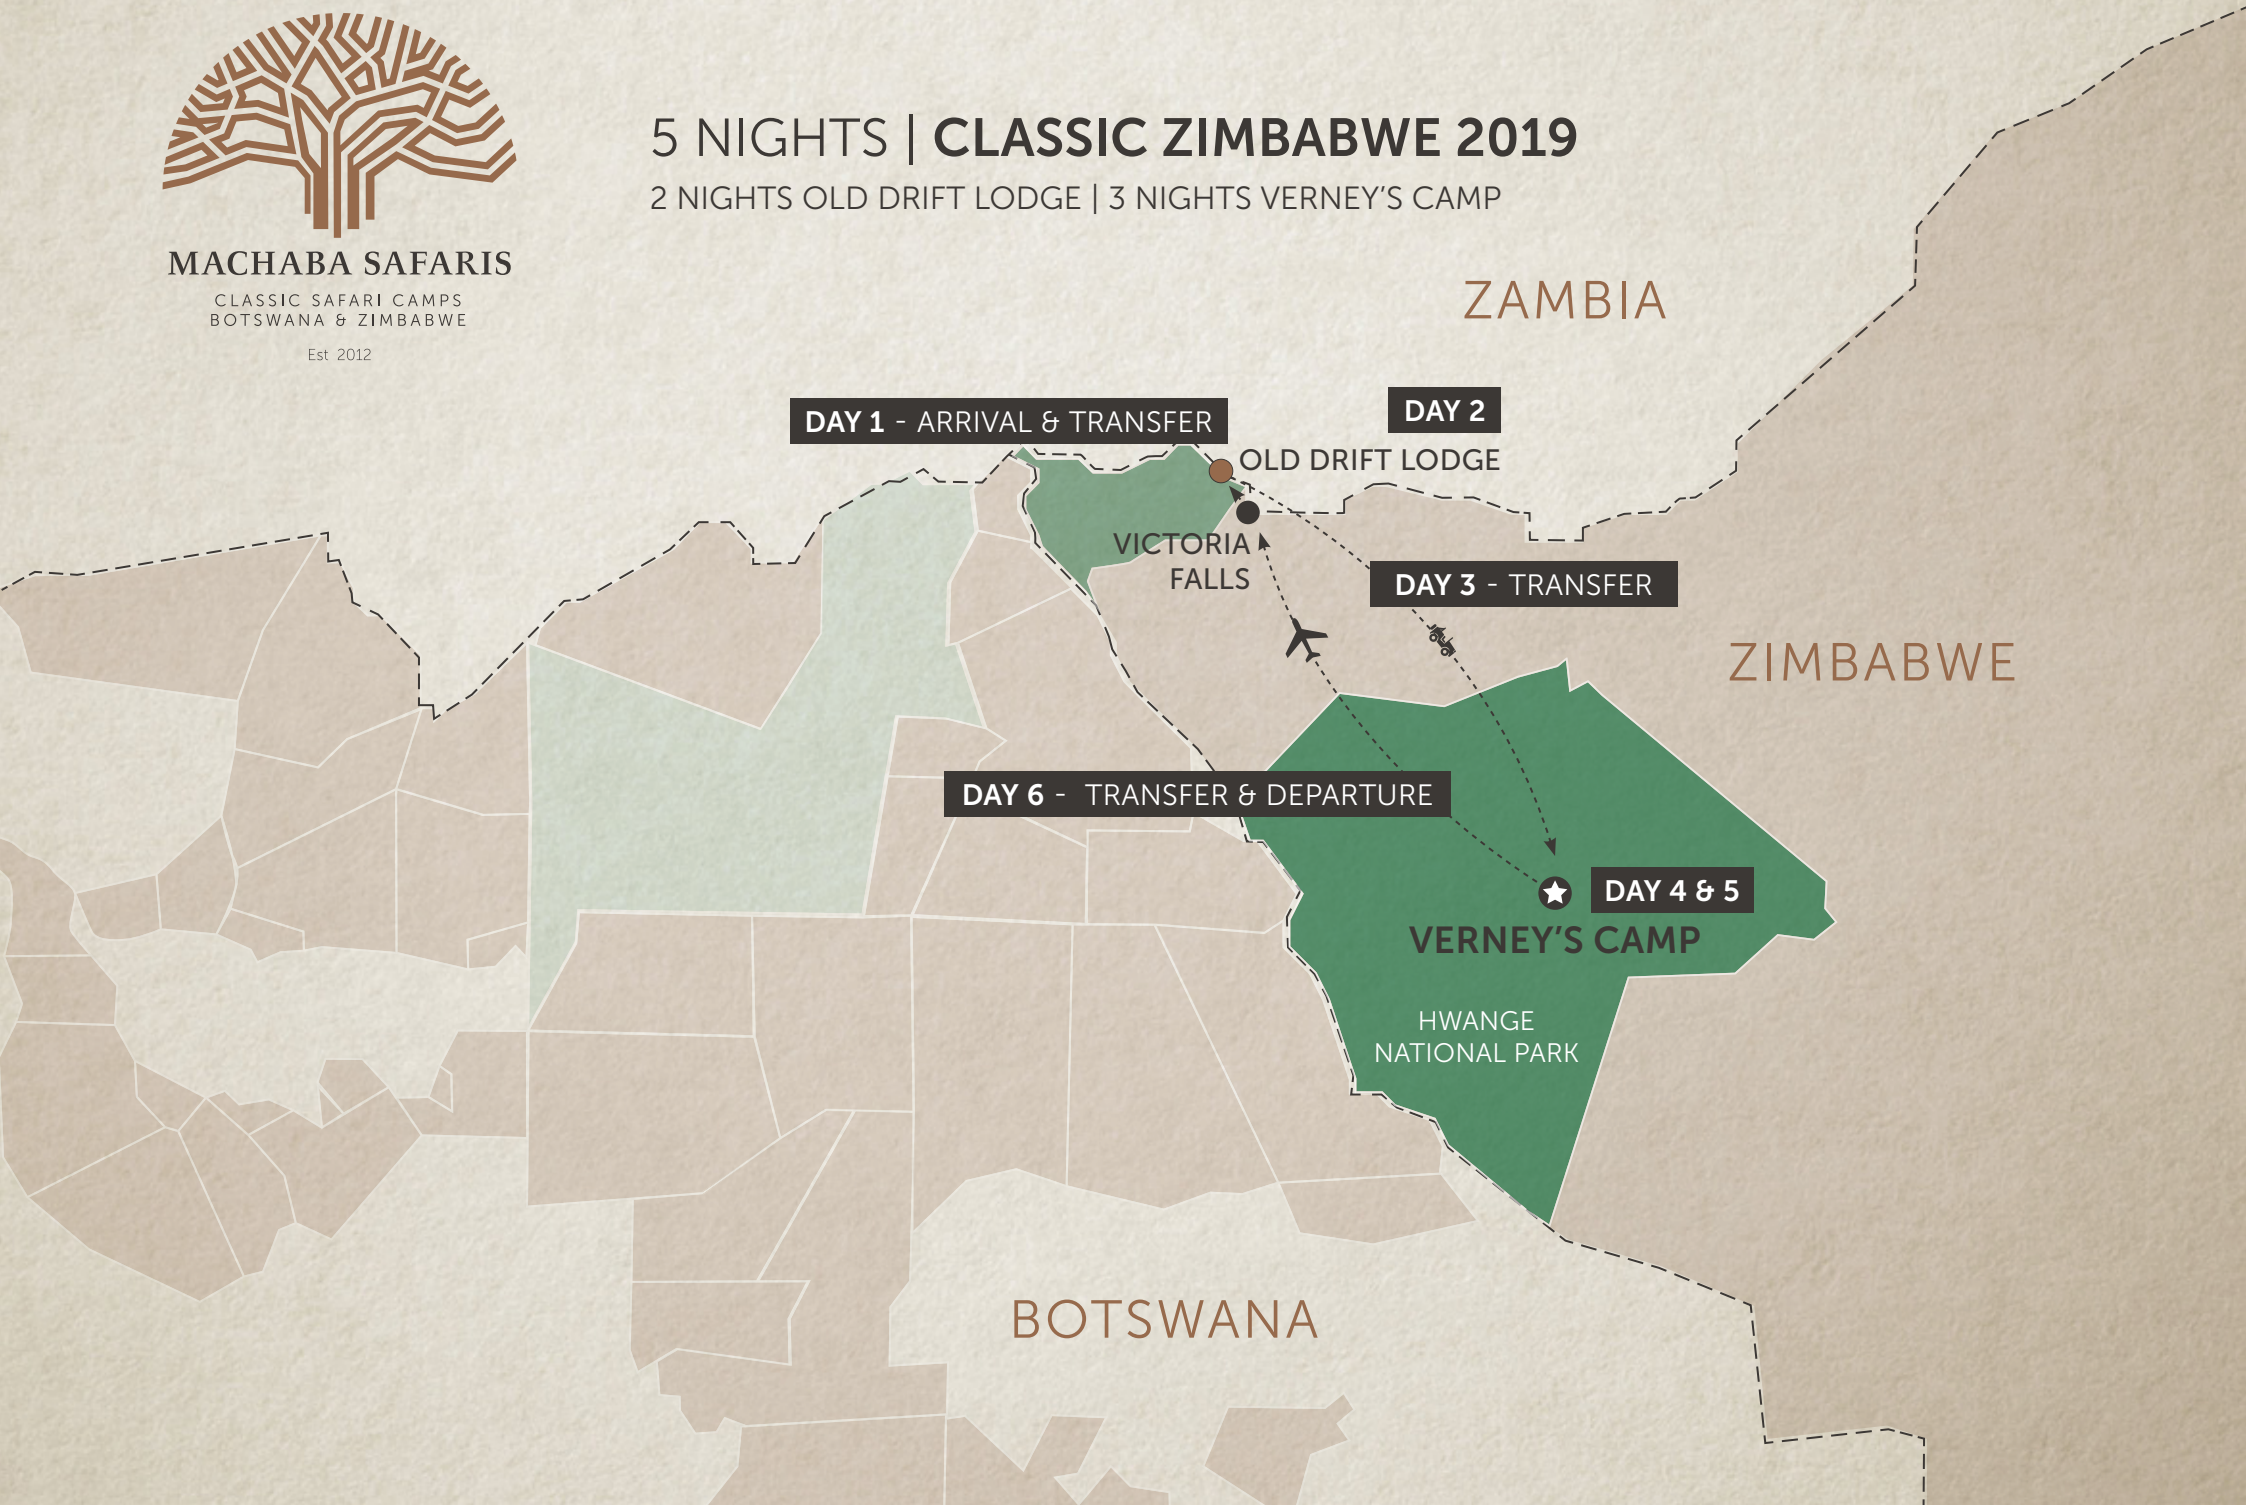 5 NIGHTS | CLASSIC ZIMBABWE 2019
2 NIGHTS OLD DRIFT LODGE | 3 NIGHTS VERNEY'S CAMP
MACHABA SAFARIS
CLASSIC SAFARI CAMPS
BOTSWANA & ZIMBABWE
Est 2012
ZAMBIA
DAY 1 - ARRIVAL & TRANSFER
DAY 2
OLD DRIFT LODGE
VICTORIA
FALLS
DAY 3 - TRANSFER
ZIMBABWE
DAY 6 - TRANSFER & DEPARTURE
DAY 4 & 5
VERNEY'S CAMP
HWANGE
NATIONAL PARK
BOTSWANA